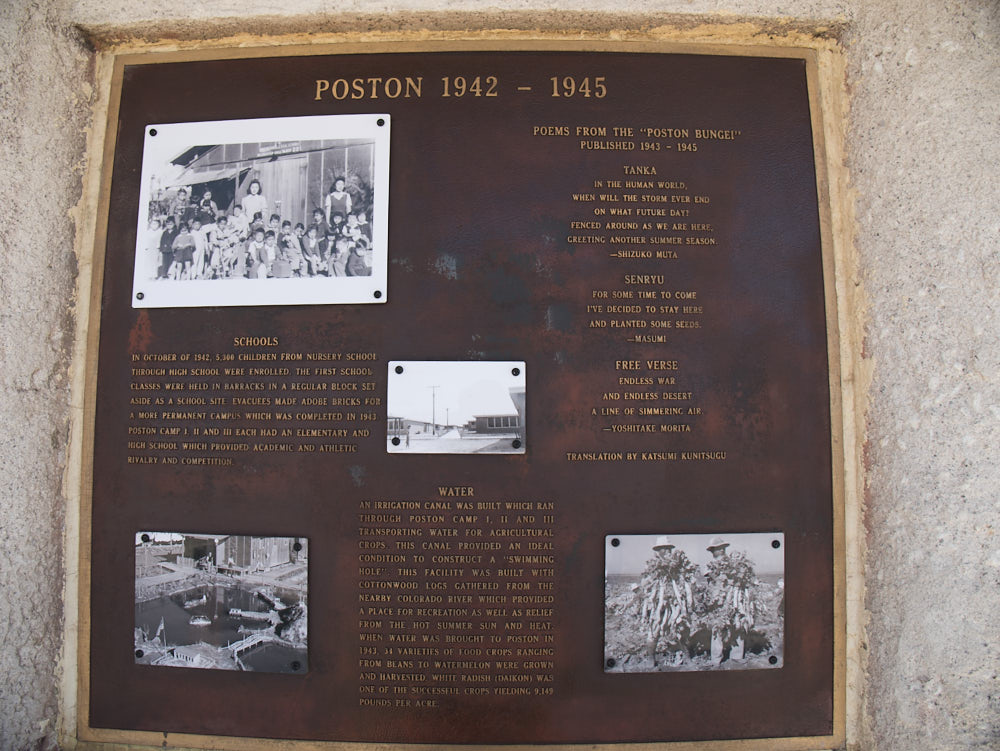 POSTON 1942 – 1945
POEMS FROM THE "POSTON BUNGEI"
PUBLISHED 1943 – 1945
TANKA
IN THE HUMAN WORLD,
WHEN WILL THE STORM EVER END
ON WHAT FUTURE DAY?
FENCED AROUND AS WE ARE HERE,
GREETING ANOTHER SUMMER SEASON.
—SHIZUKO MUTA
SENRYU
FOR SOME TIME TO COME
I'VE DECIDED TO STAY HERE
AND PLANTED SOME SEEDS.
—MASUMI
FREE VERSE
ENDLESS WAR
AND ENDLESS DESERT
A LINE OF SIMMERING AIR.
—YOSHITAKE MORITA
TRANSLATION BY KATSUMI KUNITSUGU
SCHOOLS
IN OCTOBER OF 1942, 5,300 CHILDREN FROM NURSERY SCHOOL
THROUGH HIGH SCHOOL WERE ENROLLED. THE FIRST SCHOOL
CLASSES WERE HELD IN BARRACKS IN A REGULAR BLOCK SET
ASIDE AS A SCHOOL SITE. EVACUEES MADE ADOBE BRICKS FOR
A MORE PERMANENT CAMPUS WHICH WAS COMPLETED IN 1943.
POSTON CAMP I, II AND III EACH HAD AN ELEMENTARY AND
HIGH SCHOOL WHICH PROVIDED ACADEMIC AND ATHLETIC
RIVALRY AND COMPETITION.
WATER
AN IRRIGATION CANAL WAS BUILT WHICH RAN
THROUGH POSTON CAMP I, II AND III
TRANSPORTING WATER FOR AGRICULTURAL
CROPS. THIS CANAL PROVIDED AN IDEAL
CONDITION TO CONSTRUCT A "SWIMMING
HOLE". THIS FACILITY WAS BUILT WITH
COTTONWOOD LOGS GATHERED FROM THE
NEARBY COLORADO RIVER WHICH PROVIDED
A PLACE FOR RECREATION AS WELL AS RELIEF
FROM THE HOT SUMMER SUN AND HEAT.
WHEN WATER WAS BROUGHT TO POSTON IN
1943, 34 VARIETIES OF FOOD CROPS RANGING
FROM BEANS TO WATERMELON WERE GROWN
AND HARVESTED. WHITE RADISH (DAIKON) WAS
ONE OF THE SUCCESSFUL CROPS YIELDING 9,149
POUNDS PER ACRE.